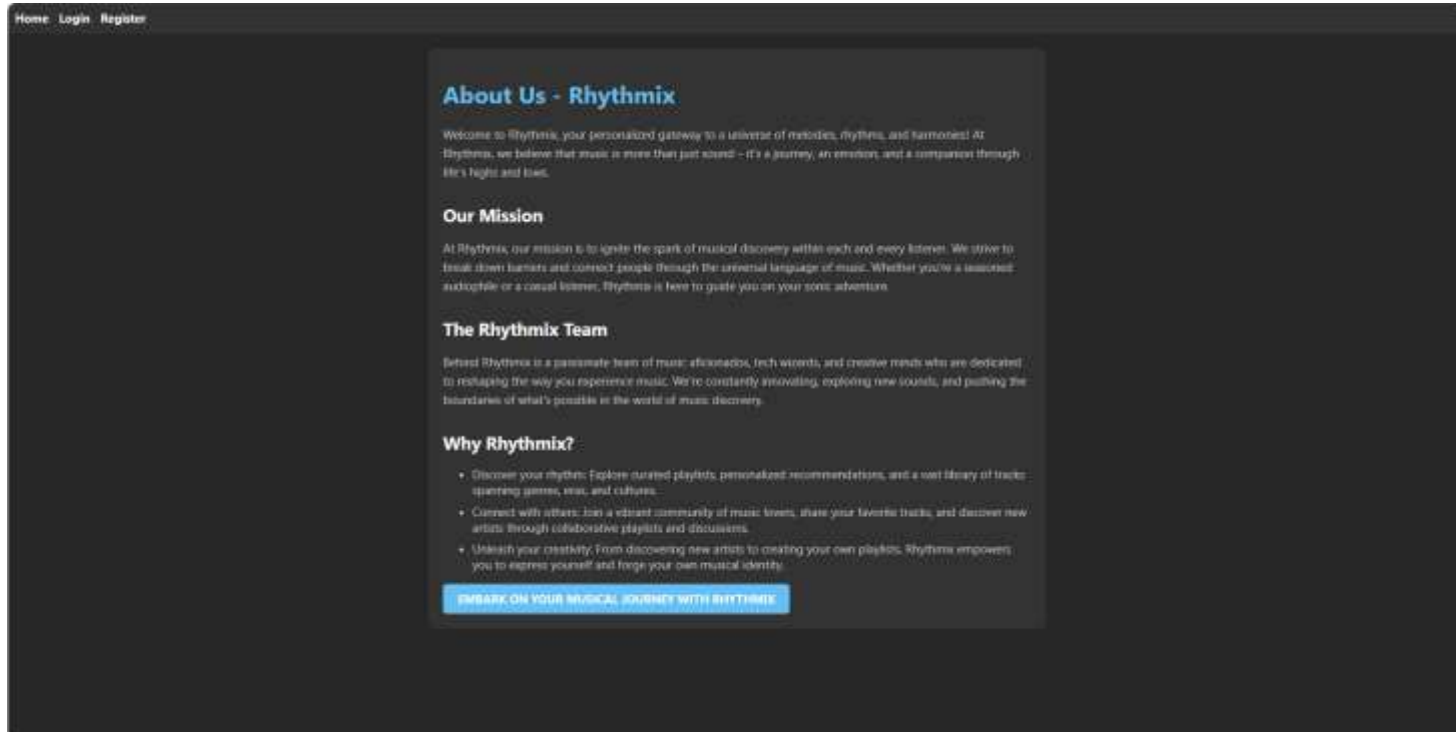 Home Login Register
About Us - Rhythmix
Welcome to Rhythmix, your personalized gateway to a universe of melodies, rhythms, and harmonies! At
Rhythmix, we believe that music is more than just sound – it's a journey, an emotion, and a companion through
life's highs and lows.
Our Mission
At Rhythmix, our mission is to ignite the spark of musical discovery within each and every listener. We strive to
break down barriers and connect people through the universal language of music. Whether you're a seasoned
audiophile or a casual listener, Rhythmix is here to guide you on your sonic adventure.
The Rhythmix Team
Behind Rhythmix is a passionate team of music aficionados, tech wizards, and creative minds who are dedicated
to reshaping the way you experience music. We're constantly innovating, exploring new sounds, and pushing the
boundaries of what's possible in the world of music discovery.
Why Rhythmix?
• Discover your rhythm: Explore curated playlists, personalized recommendations, and a vast library of tracks
spanning genres, eras, and cultures.
• Connect with others: Join a vibrant community of music lovers, share your favorite tracks, and discover new
artists through collaborative playlists and discussions.
• Unleash your creativity: From discovering new artists to creating your own playlists, Rhythmix empowers
you to express yourself and forge your own musical identity.
EMBARK ON YOUR MUSICAL JOURNEY WITH RHYTHMIX